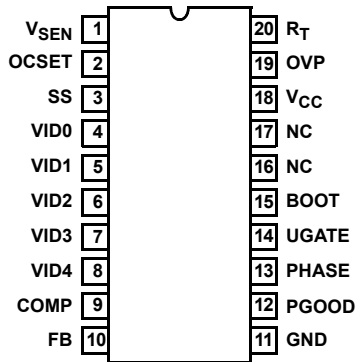 VSEN 1 20 RT
OCSET 2 19 OVP
SS 3 18 VCC
VID0 4 17 NC
VID1 5 16 NC
VID2 6 15 BOOT
VID3 7 14 UGATE
VID4 8 13 PHASE
COMP 9 12 PGOOD
FB 10 11 GND